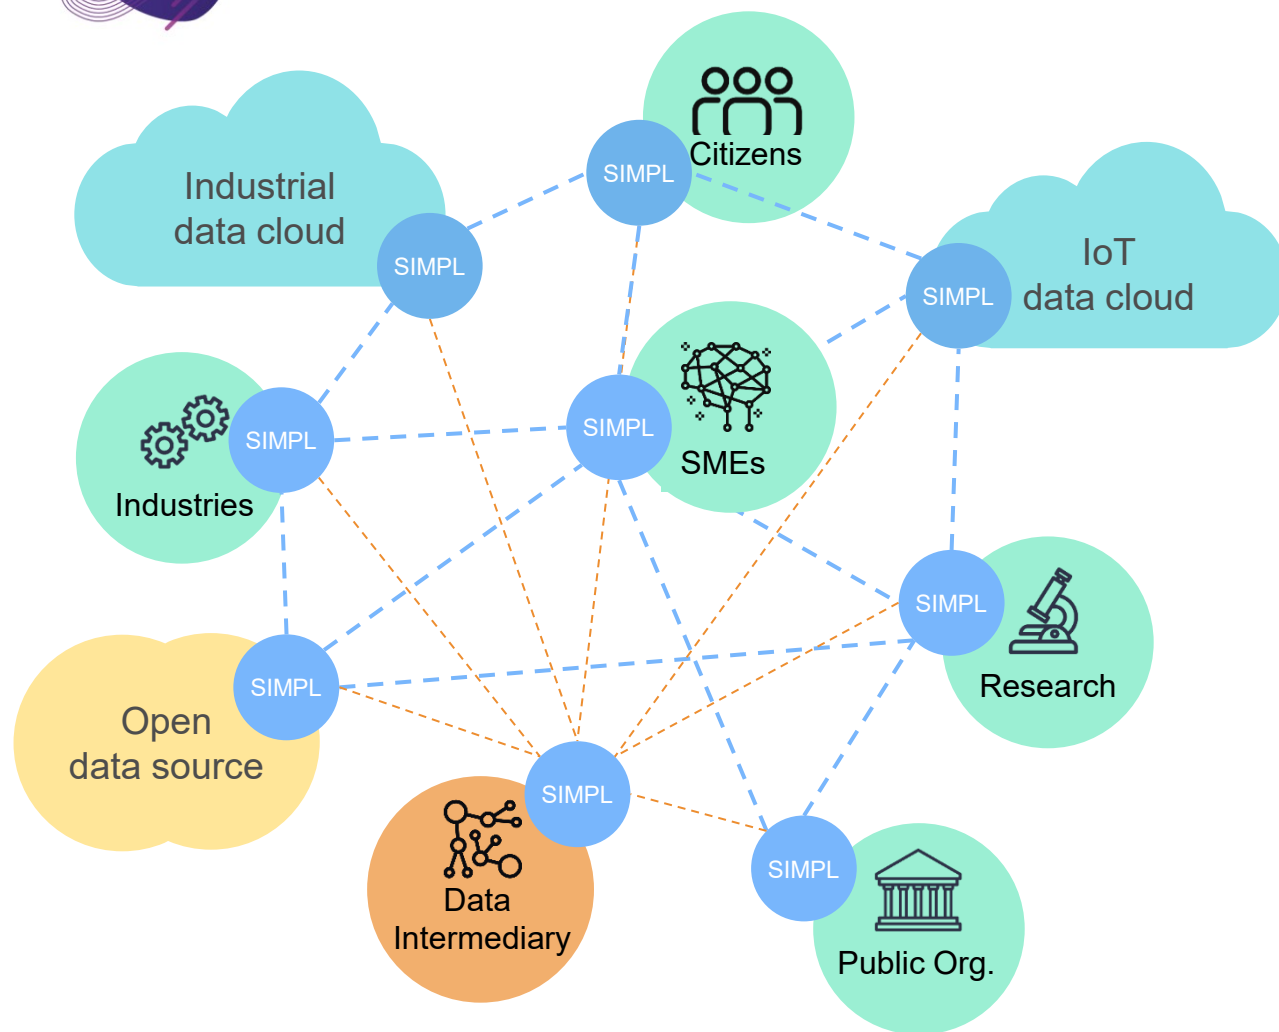 Citizens
SIMPL
Industrial
data cloud
SIMPL
IoT
data cloud
SIMPL
SIMPL
SMEs
SIMPL
Industries
SIMPL
Research
SIMPL
Open
data source
SIMPL
Data
Intermediary
SIMPL
Public Org.